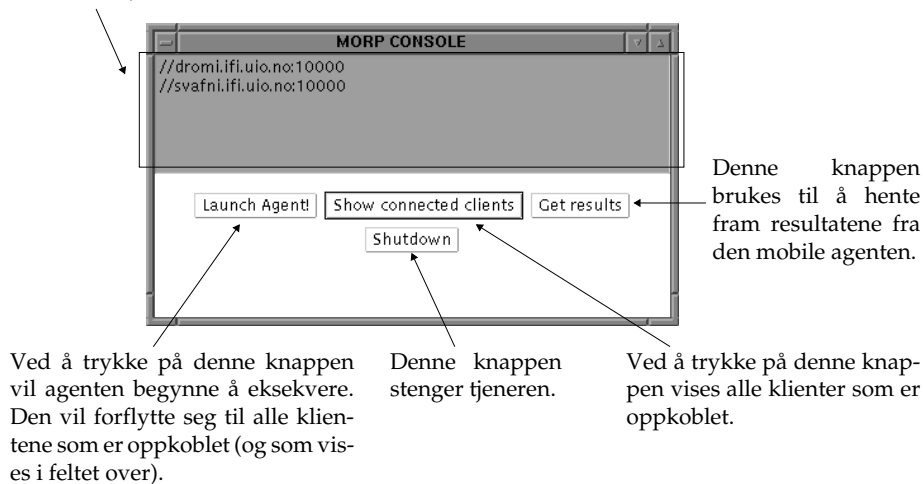 MORP CONSOLE
//dromi.ifi.uio.no:10000
//svafni.ifi.uio.no:10000
Launch Agent!
Show connected clients
Get results
Shutdown
Denne knappen
brukes til å hente
fram resultatene fra
den mobile agenten.
Ved å trykke på denne knappen
vil agenten begynne å eksekvere.
Den vil forflytte seg til alle klien-
tene som er oppkoblet (og som vis-
es i feltet over).
Denne knappen
stenger tjeneren.
Ved å trykke på denne knap-
pen vises alle klienter som er
oppkoblet.